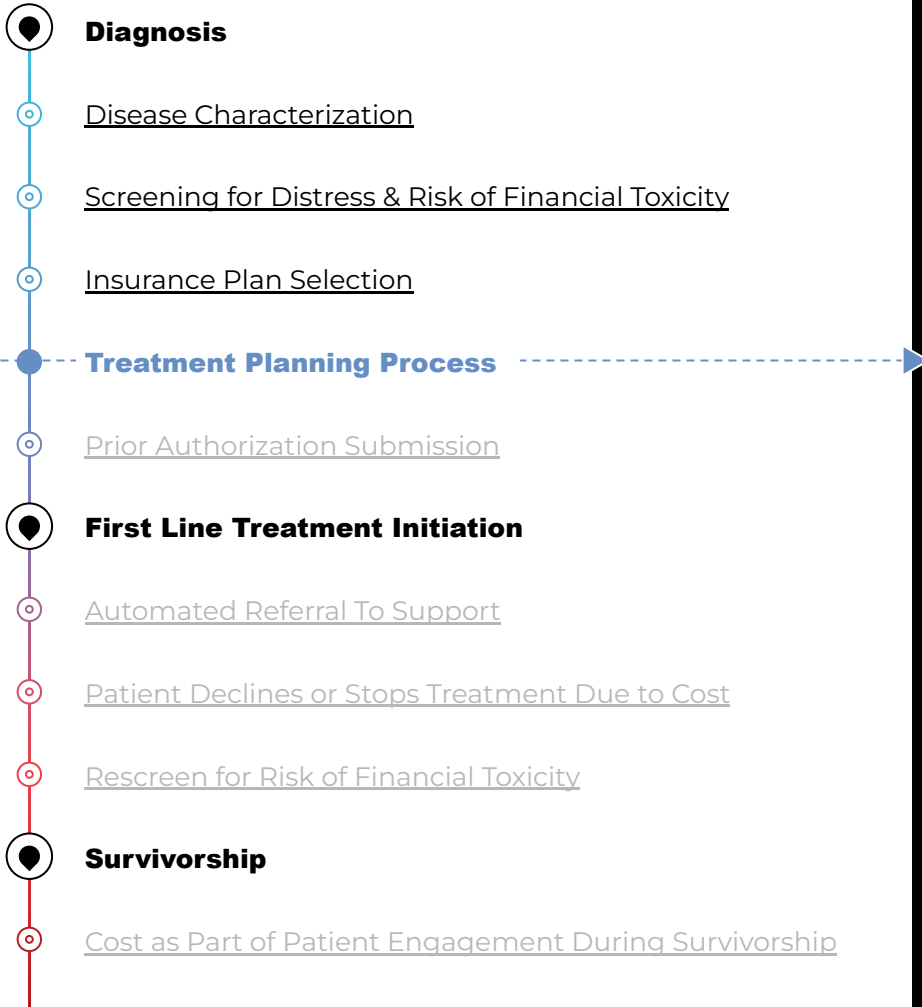 Diagnosis
Disease Characterization
Screening for Distress & Risk of Financial Toxicity
Insurance Plan Selection
Treatment Planning Process
Prior Authorization Submission
First Line Treatment Initiation
Automated Referral To Support
Patient Declines or Stops Treatment Due to Cost
Rescreen for Risk of Financial Toxicity
Survivorship
Cost as Part of Patient Engagement During Survivorship